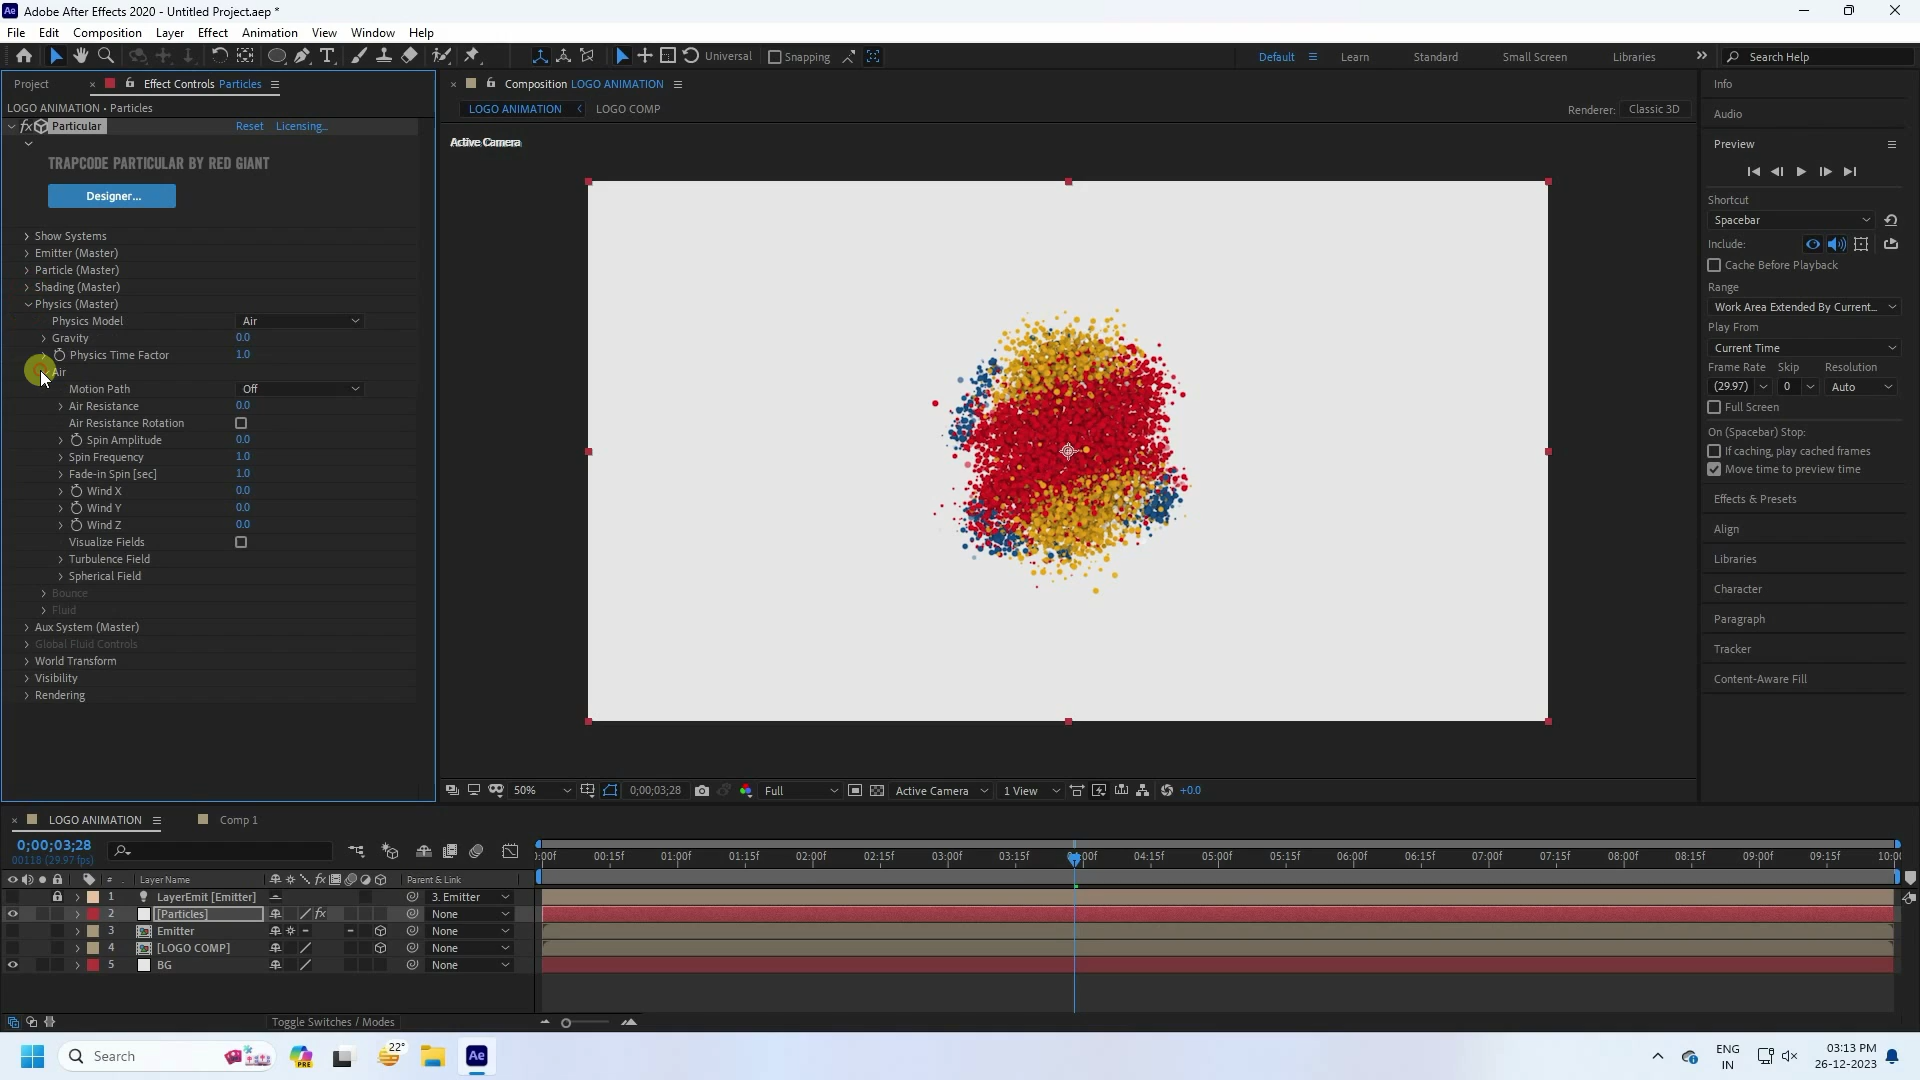 Adobe After Effects 2020 - Untitled Project.aep *
File Edit Composition Layer Effect Animation View Window Help
Universal Snapping Default Learn Standard Small Screen Libraries Search Help
Project Effect Controls Particles
LOGO ANIMATION • Particles
Particular Reset Licensing...
TRAPCODE PARTICULAR BY RED GIANT
Designer...
Show Systems
Emitter (Master)
Particle (Master)
Shading (Master)
Physics (Master)
Physics Model Air
Gravity 0.0
Physics Time Factor 1.0
Air
Motion Path Off
Air Resistance 0.0
Air Resistance Rotation
Spin Amplitude 0.0
Spin Frequency 1.0
Fade-in Spin [sec] 1.0
Wind X 0.0
Wind Y 0.0
Wind Z 0.0
Visualize Fields
Turbulence Field
Spherical Field
Bounce
Fluid
Aux System (Master)
Global Fluid Controls
World Transform
Visibility
Rendering
Composition LOGO ANIMATION
LOGO ANIMATION LOGO COMP
Renderer: Classic 3D
Active Camera
50% 0;00;03;28 Full Active Camera 1 View +0.0
Info
Audio
Preview
Shortcut
Spacebar
Include:
Cache Before Playback
Range
Work Area Extended By Current...
Play From
Current Time
Frame Rate Skip Resolution
(29.97) 0 Auto
Full Screen
On (Spacebar) Stop:
If caching, play cached frames
Move time to preview time
Effects & Presets
Align
Libraries
Character
Paragraph
Tracker
Content-Aware Fill
LOGO ANIMATION Comp 1
0;00;03;28
00118 (29.97 fps)
):00f 00:15f 01:00f 01:15f 02:00f 02:15f 03:00f 03:15f 04:00f 04:15f 05:00f 05:15f 06:00f 06:15f 07:00f 07:15f 08:00f 08:15f 09:00f 09:15f 10:00
# Layer Name Parent & Link
1 LayerEmit [Emitter] 3. Emitter
2 [Particles] None
3 Emitter None
4 [LOGO COMP] None
5 BG None
Toggle Switches / Modes
Search PRE 22° Ae
ENG
IN
03:13 PM
26-12-2023